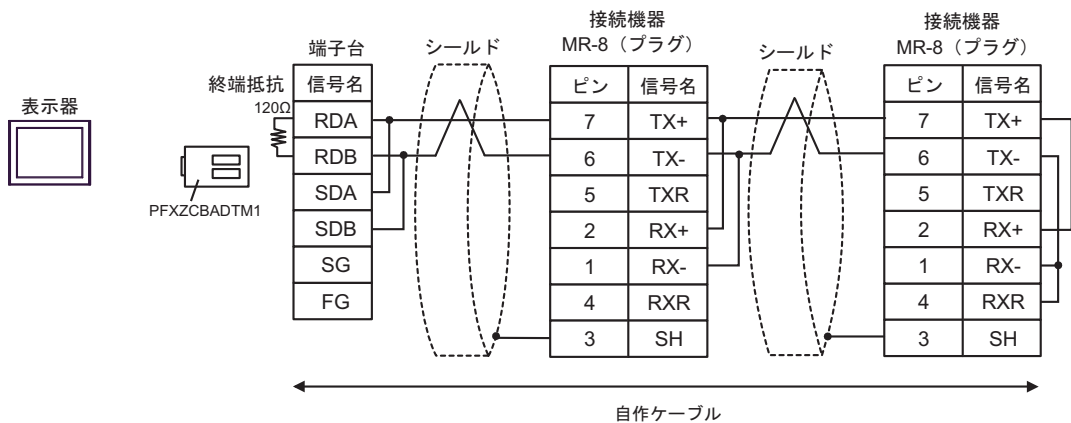 表示器
PFXZCBADTM1
終端抵抗
120Ω
端子台
信号名
RDA
RDB
SDA
SDB
SG
FG
シールド
接続機器
MR-8（プラグ）
ピン 信号名
7 TX+
6 TX-
5 TXR
2 RX+
1 RX-
4 RXR
3 SH
シールド
接続機器
MR-8（プラグ）
ピン 信号名
7 TX+
6 TX-
5 TXR
2 RX+
1 RX-
4 RXR
3 SH
自作ケーブル